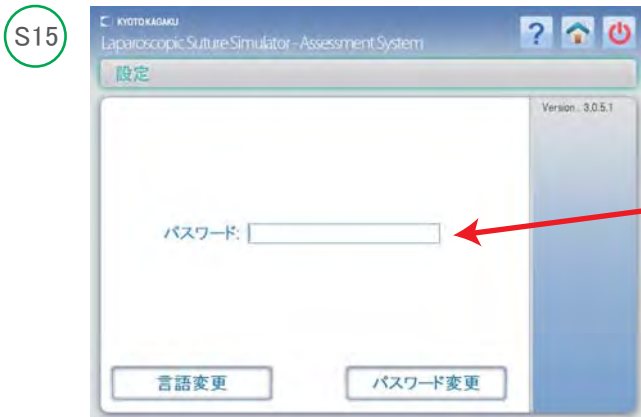 S15
KYOTO KAGAKU
Laparoscopic Suture Simulator - Assessment System
?
設定
Version : 3.0.5.1
パスワード:
言語変更
パスワード変更